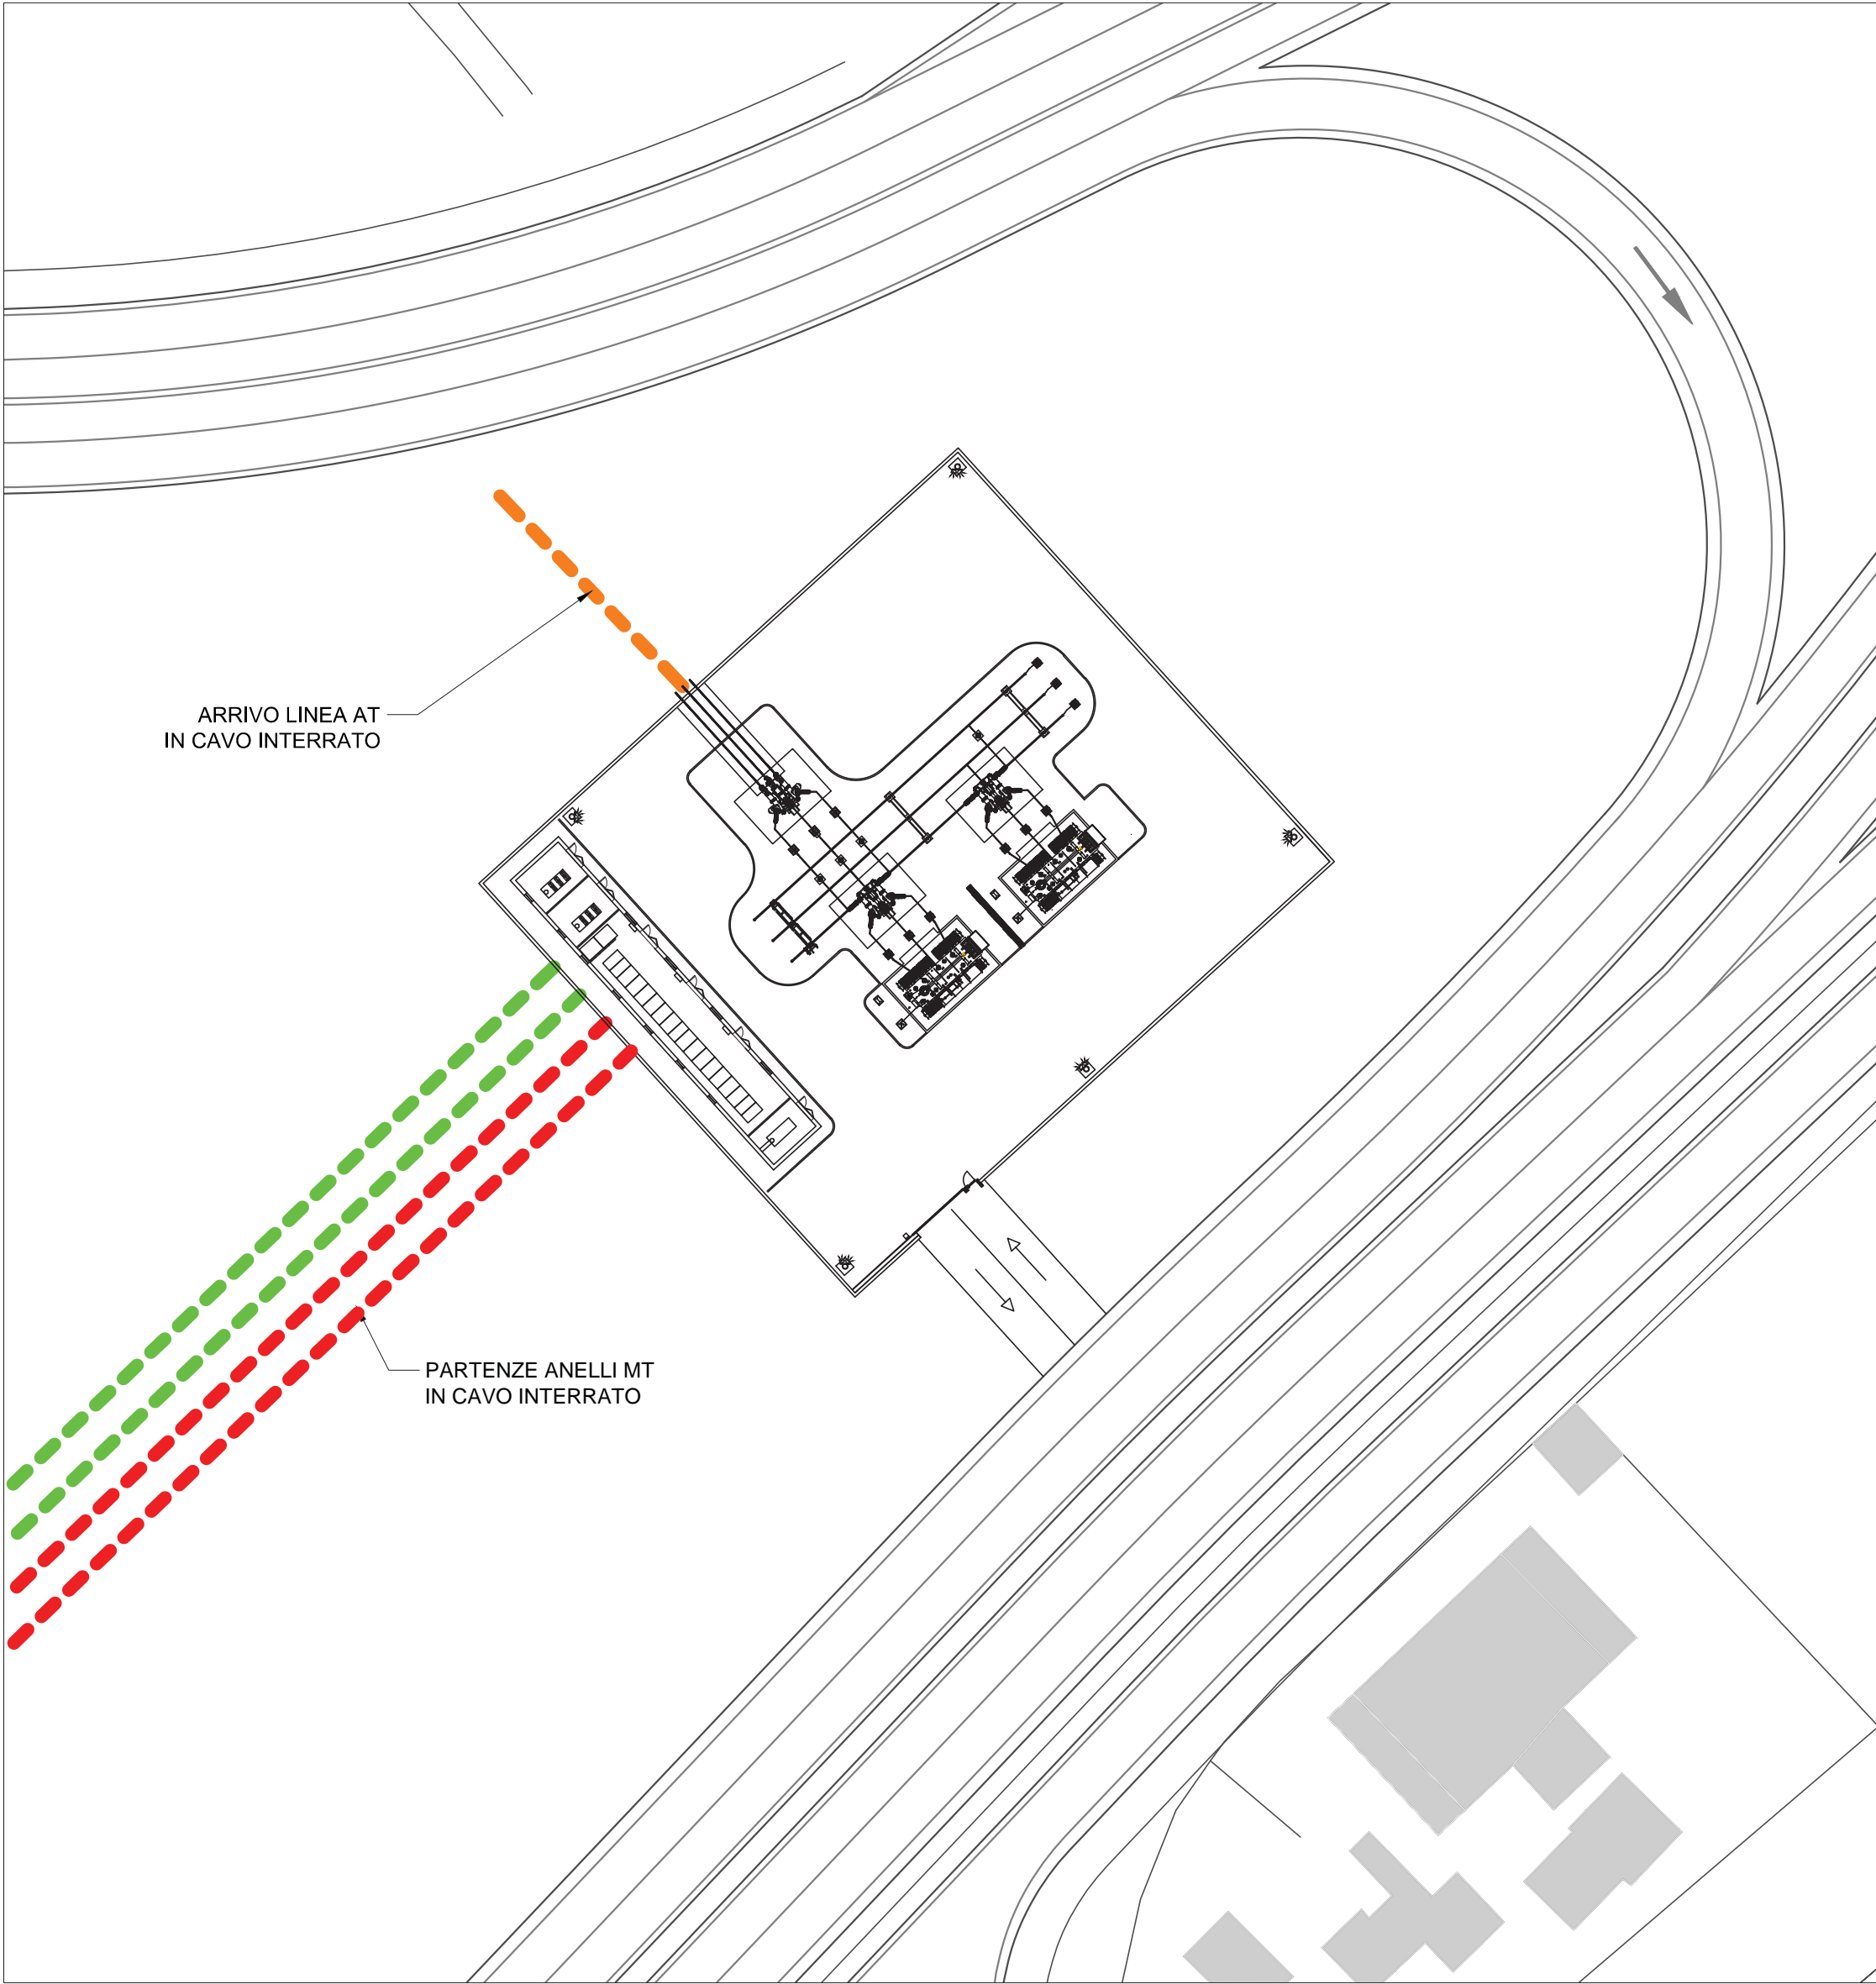 ARRIVO LINEA AT
IN CAVO INTERRATO
PARTENZE ANELLI MT
IN CAVO INTERRATO